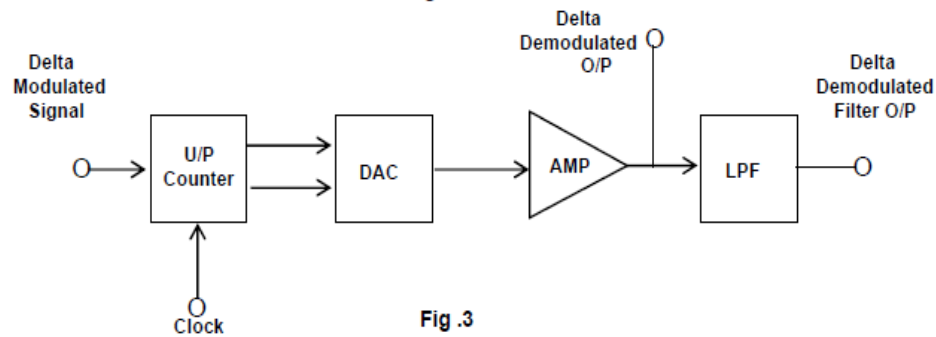 Delta
Modulated
Signal
U/P
Counter
Clock
DAC
AMP
Delta
Demodulated
O/P
LPF
Delta
Demodulated
Filter O/P
Fig .3